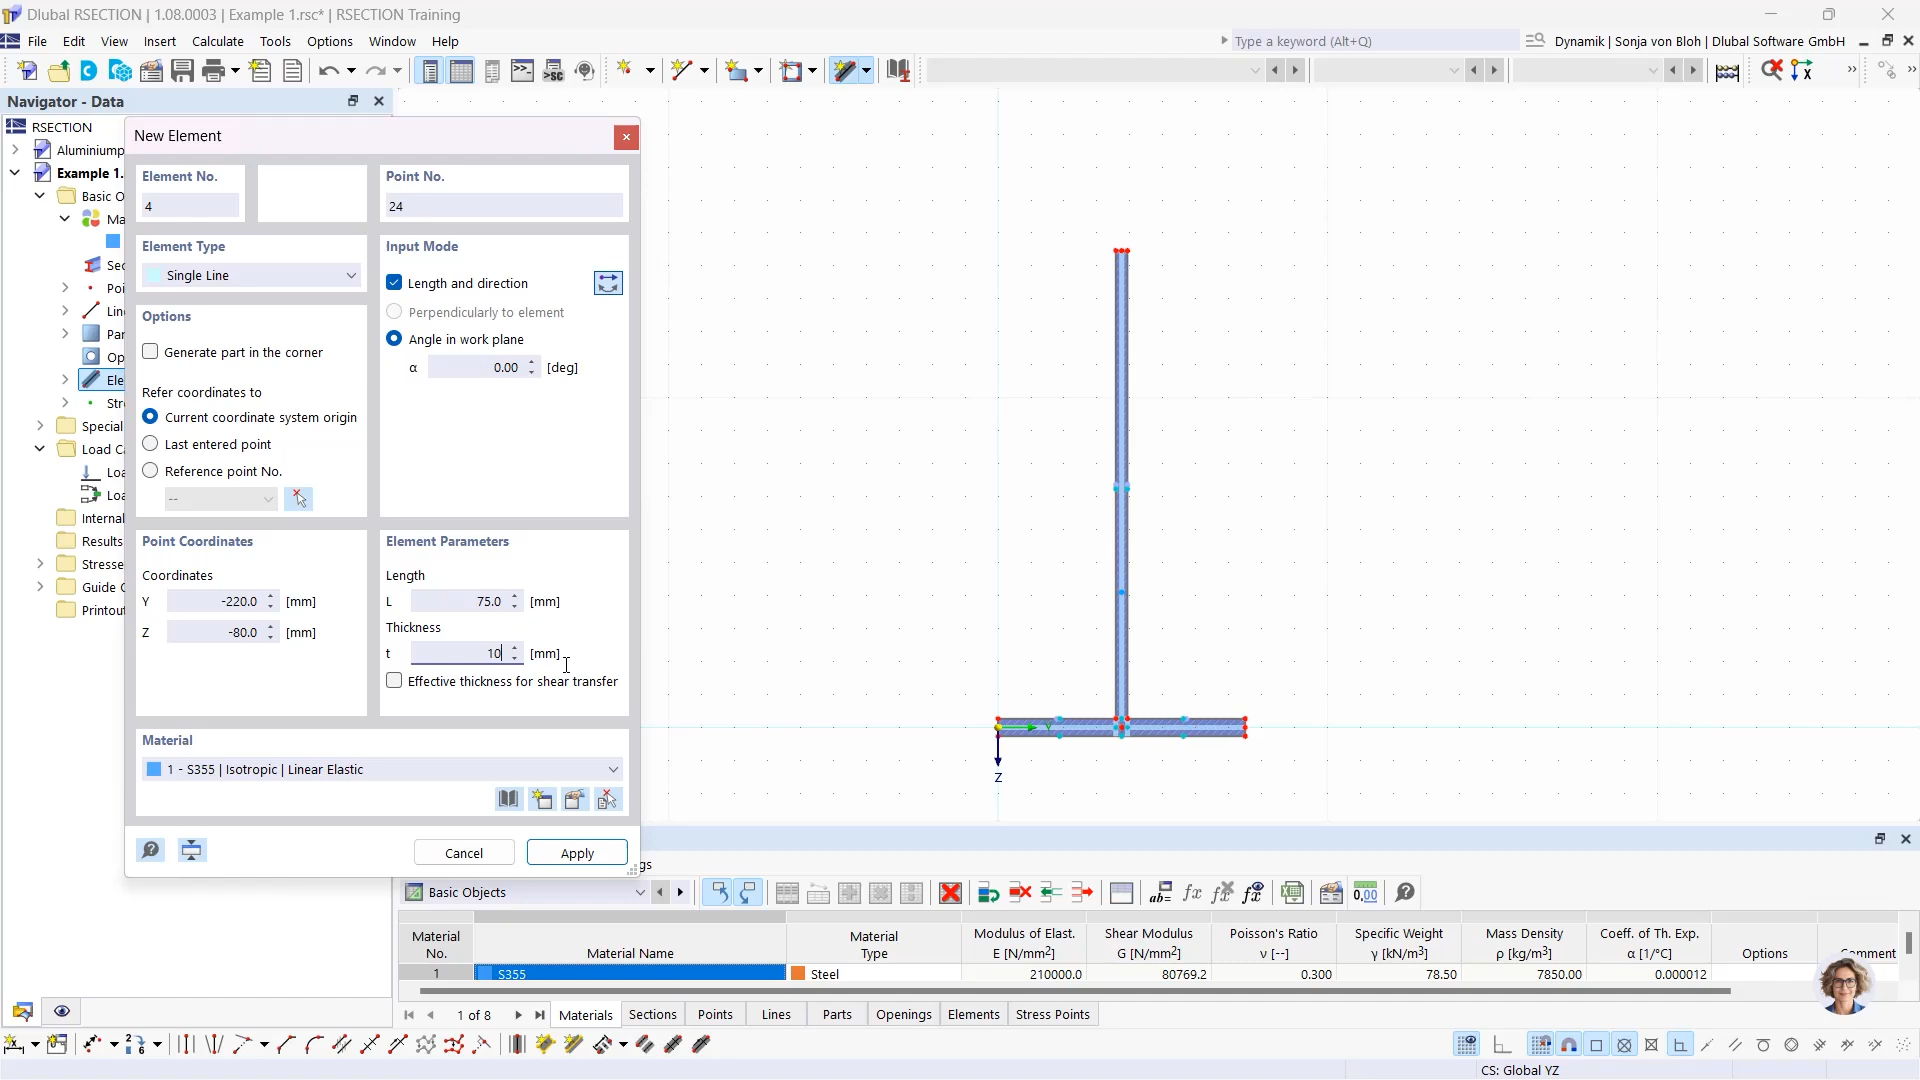 Dlubal RSECTION | 1.08.0003 | Example 1.rsc* | RSECTION Training
File Edit View Insert Calculate Tools Options Window Help
Type a keyword (Alt+Q)
Dynamik | Sonja von Bloh | Dlubal Software GmbH
Navigator - Data
RSECTION
Aluminiump
Example 1.
Basic O
Ma
Sec
Poi
Lin
Par
Op
Ele
Str
Special
Load Ca
Loa
Loa
Internal
Results
Stresse
Guide O
Printout
New Element
Element No.
4
Point No.
24
Element Type
Single Line
Input Mode
Length and direction
Perpendicularly to element
Angle in work plane
α 0.00 [deg]
Options
Generate part in the corner
Refer coordinates to
Current coordinate system origin
Last entered point
Reference point No.
--
Point Coordinates
Coordinates
Y -220.0 [mm]
Z -80.0 [mm]
Element Parameters
Length
L 75.0 [mm]
Thickness
t 10 [mm]
Effective thickness for shear transfer
Material
1 - S355 | Isotropic | Linear Elastic
Cancel Apply
Y
Z
gs
Basic Objects
Material No. Material Name Material Type Modulus of Elast. E [N/mm2] Shear Modulus G [N/mm2] Poisson's Ratio ν [--] Specific Weight γ [kN/m3] Mass Density ρ [kg/m3] Coeff. of Th. Exp. α [1/°C] Options Comment
1 S355 Steel 210000.0 80769.2 0.300 78.50 7850.00 0.000012
1 of 8 Materials Sections Points Lines Parts Openings Elements Stress Points
CS: Global YZ